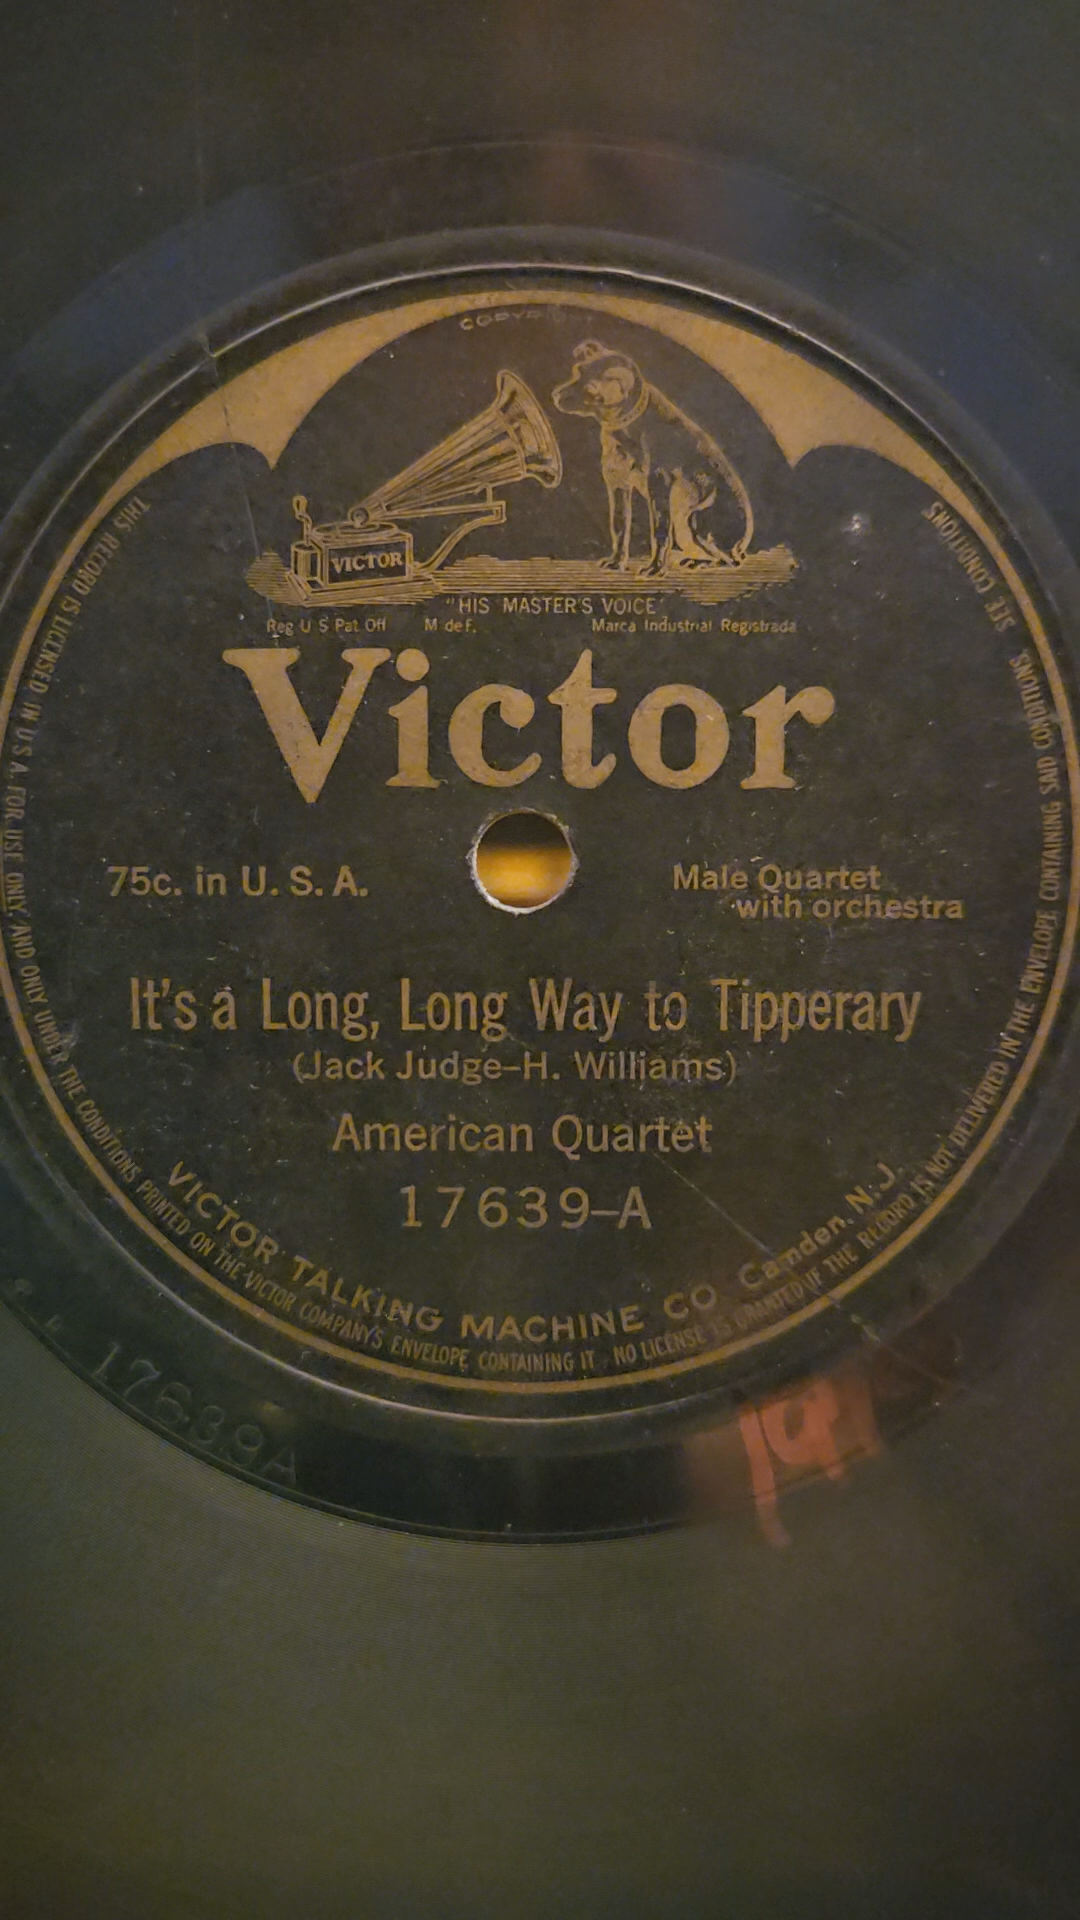 COPYRIGHT
VICTOR
"HIS MASTER'S VOICE"
Reg U S Pat Off M de F. Marca Industrial Registrada
Victor
75c. in U. S. A.
Male Quartet
with orchestra
It's a Long, Long Way to Tipperary
(Jack Judge–H. Williams)
American Quartet
17639–A
VICTOR TALKING MACHINE CO. Camden, N.J.
THIS RECORD IS LICENSED IN U S A. FOR USE ONLY, AND ONLY UNDER THE CONDITIONS PRINTED ON THE VICTOR COMPANY'S ENVELOPE CONTAINING IT. NO LICENSE IS GRANTED IF THE RECORD IS NOT DELIVERED IN THE ENVELOPE CONTAINING SAID CONDITIONS. SEE CONDITIONS
17639A